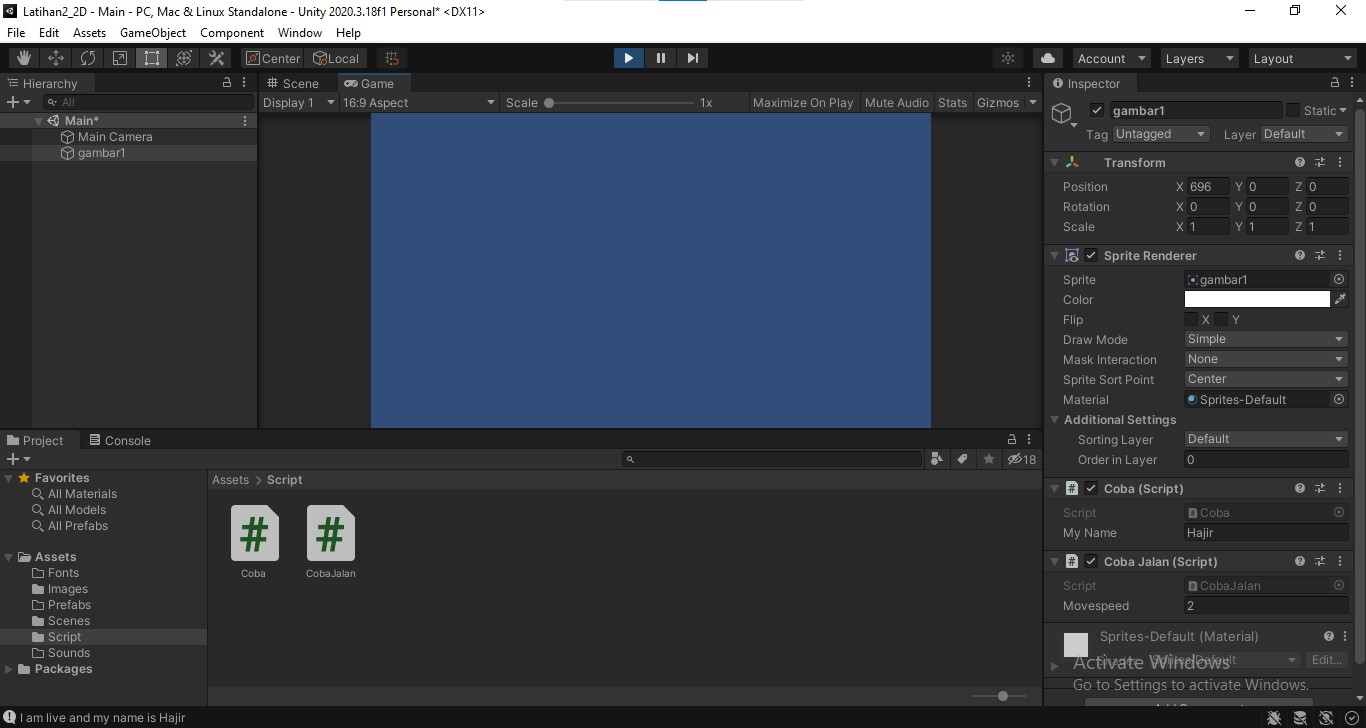 Latihan2_2D - Main - PC, Mac & Linux Standalone - Unity 2020.3.18f1 Personal* <DX11>
File Edit Assets GameObject Component Window Help
Center Local Account Layers Layout
Hierarchy
All
Main*
Main Camera
gambar1
Scene Game
Display 1 16:9 Aspect Scale 1x Maximize On Play Mute Audio Stats Gizmos
Inspector
gambar1 Static
Tag Untagged Layer Default
Transform
Position X 696 Y 0 Z 0
Rotation X 0 Y 0 Z 0
Scale X 1 Y 1 Z 1
Sprite Renderer
Sprite gambar1
Color
Flip X Y
Draw Mode Simple
Mask Interaction None
Sprite Sort Point Center
Material Sprites-Default
Additional Settings
Sorting Layer Default
Order in Layer 0
Coba (Script)
Script Coba
My Name Hajir
Coba Jalan (Script)
Script CobaJalan
Movespeed 2
Sprites-Default (Material)
Edit...
Activate Windows
Go to Settings to activate Windows.
Project Console
18
Favorites
All Materials
All Models
All Prefabs
Assets
Fonts
Images
Prefabs
Scenes
Script
Sounds
Packages
Assets > Script
Coba CobaJalan
I am live and my name is Hajir